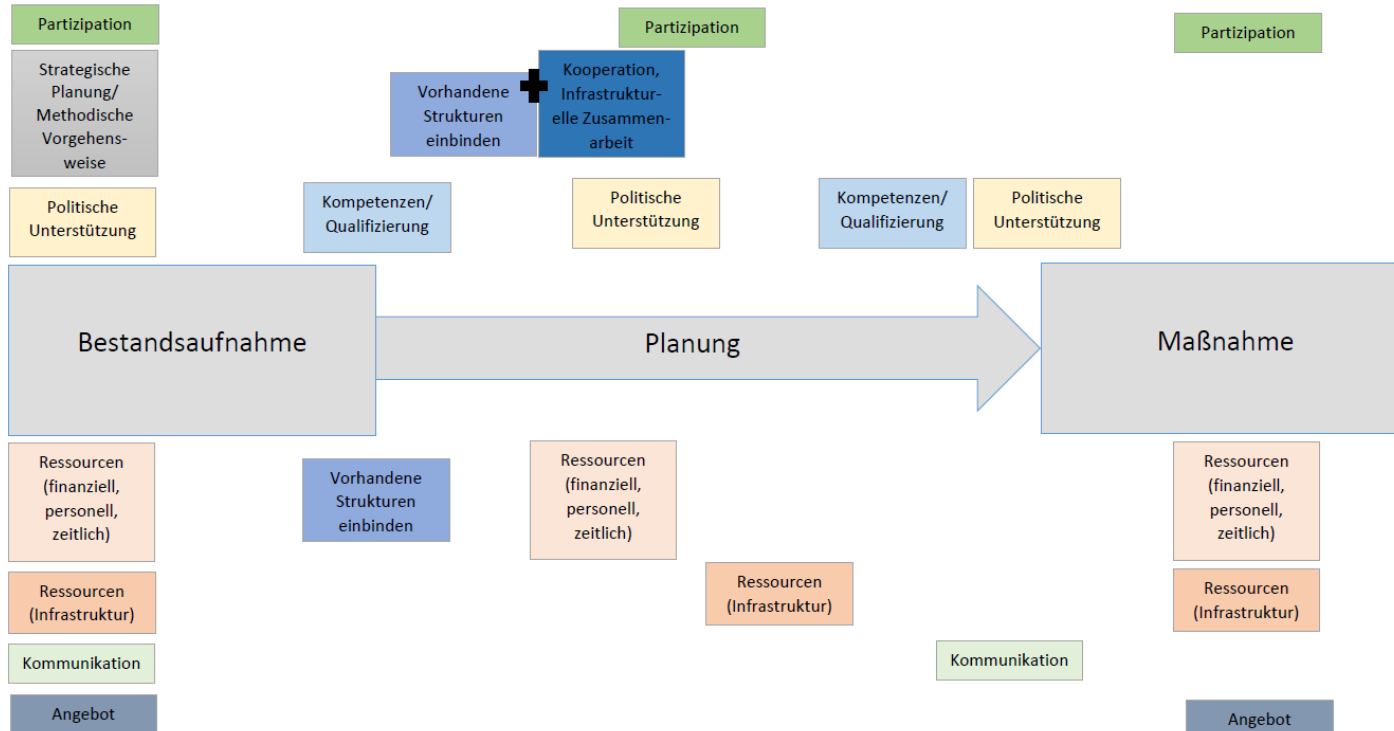 Partizipation
Partizipation
Partizipation
Strategische
Planung/
Methodische
Vorgehens-
weise
Vorhandene
Strukturen
einbinden
Kooperation,
Infrastruktur-
elle Zusammen-
arbeit
Politische
Unterstützung
Kompetenzen/
Qualifizierung
Politische
Unterstützung
Kompetenzen/
Qualifizierung
Politische
Unterstützung
Bestandsaufnahme
Planung
Maßnahme
Ressourcen
(finanziell,
personell,
zeitlich)
Vorhandene
Strukturen
einbinden
Ressourcen
(finanziell,
personell,
zeitlich)
Ressourcen
(finanziell,
personell,
zeitlich)
Ressourcen
(Infrastruktur)
Ressourcen
(Infrastruktur)
Ressourcen
(Infrastruktur)
Kommunikation
Kommunikation
Angebot
Angebot